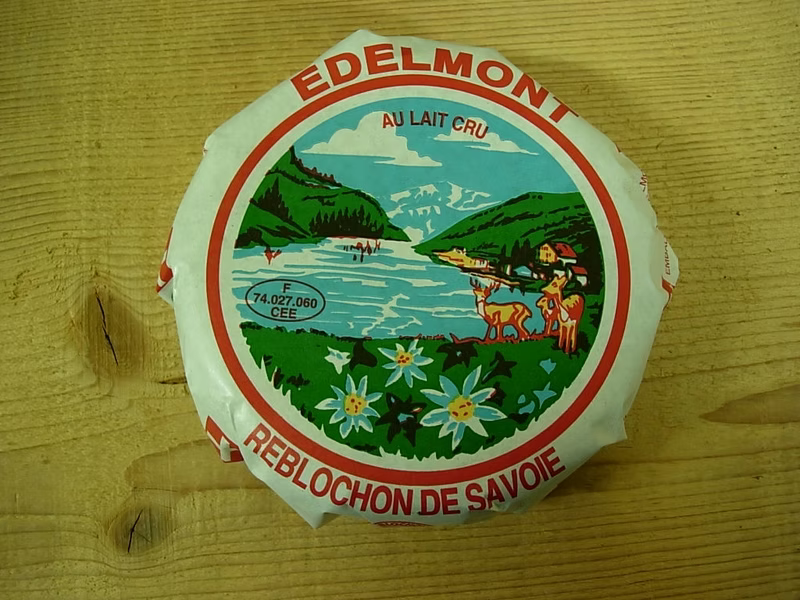 EDELMONT
AU LAIT CRU
F
74.027.060
CEE
REBLOCHON DE SAVOIE